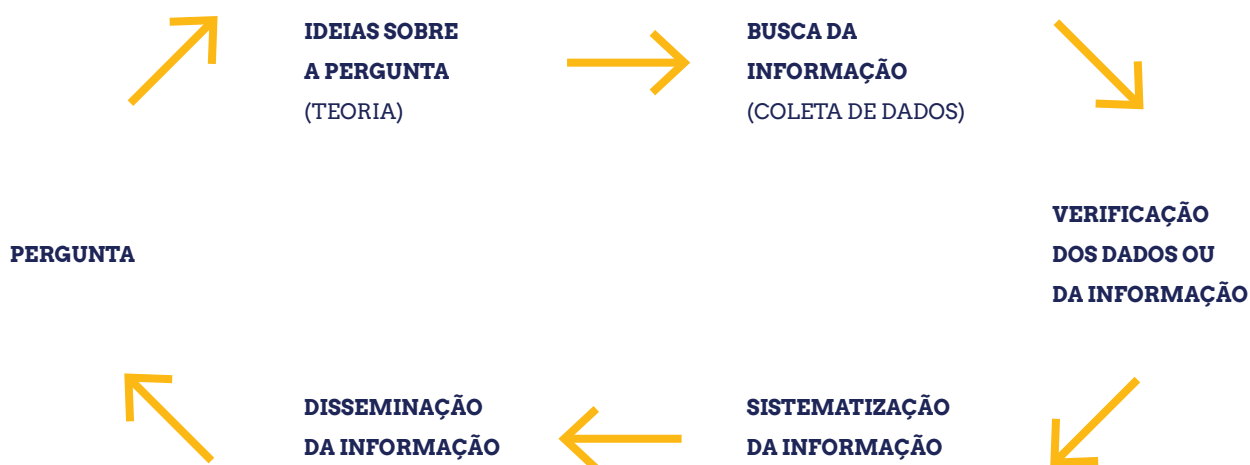 IDEIAS SOBRE
A PERGUNTA
(TEORIA)
BUSCA DA
INFORMAÇÃO
(COLETA DE DADOS)
VERIFICAÇÃO
DOS DADOS OU
DA INFORMAÇÃO
SISTEMATIZAÇÃO
DA INFORMAÇÃO
DISSEMINAÇÃO
DA INFORMAÇÃO
PERGUNTA